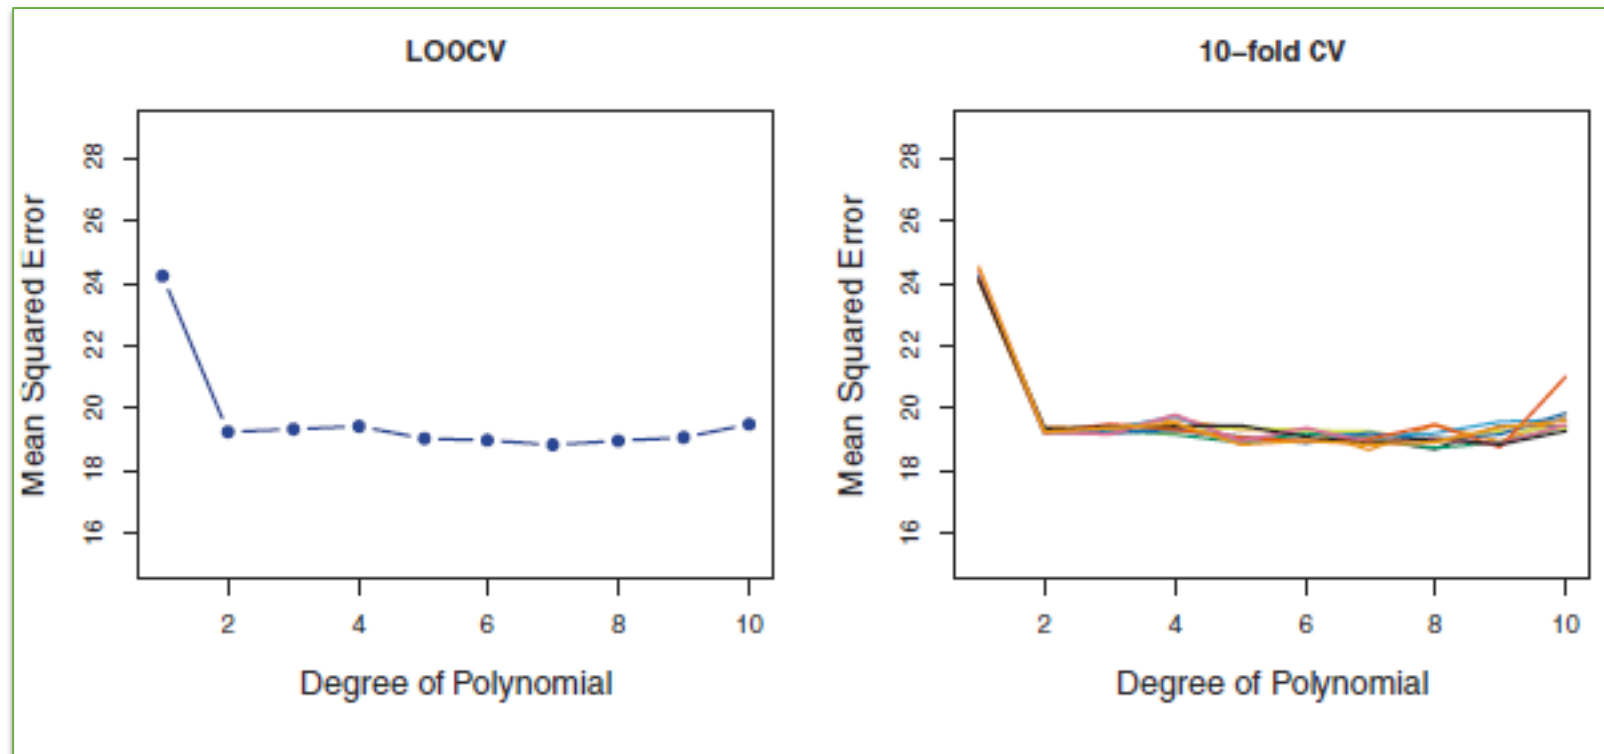 LOOCV
Mean Squared Error
28
26
24
22
20
18
16
2 4 6 8 10
Degree of Polynomial
10-fold CV
Mean Squared Error
28
26
24
22
20
18
16
2 4 6 8 10
Degree of Polynomial